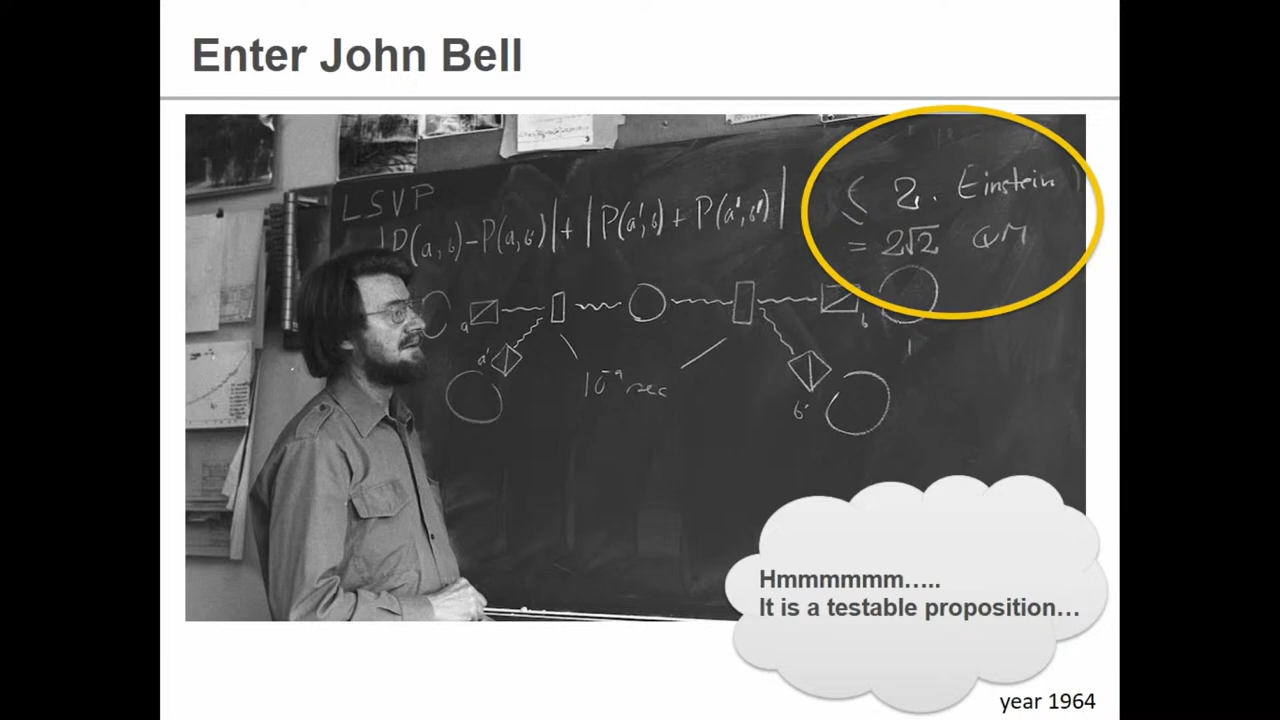 Enter John Bell
LSVP
|P(a,b)-P(a,b')|+|P(a',b)+P(a',b')|
≤ 2. Einstein
= 2√2 QM
a
b
a'
10⁻⁹ sec
b'
Hmmmmmm…..
It is a testable proposition…
year 1964